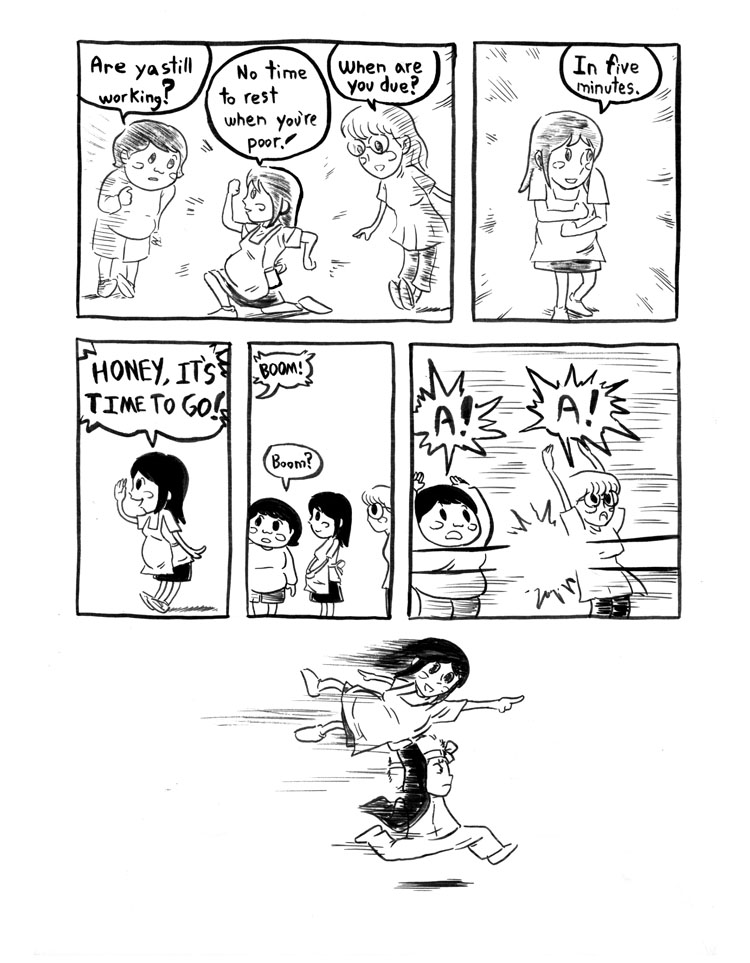 Are ya still
working?
No time
to rest
when you're
poor!
When are
you due?
In five
minutes.
HONEY, IT'S
TIME TO GO!
BOOM!
Boom?
A!
A!